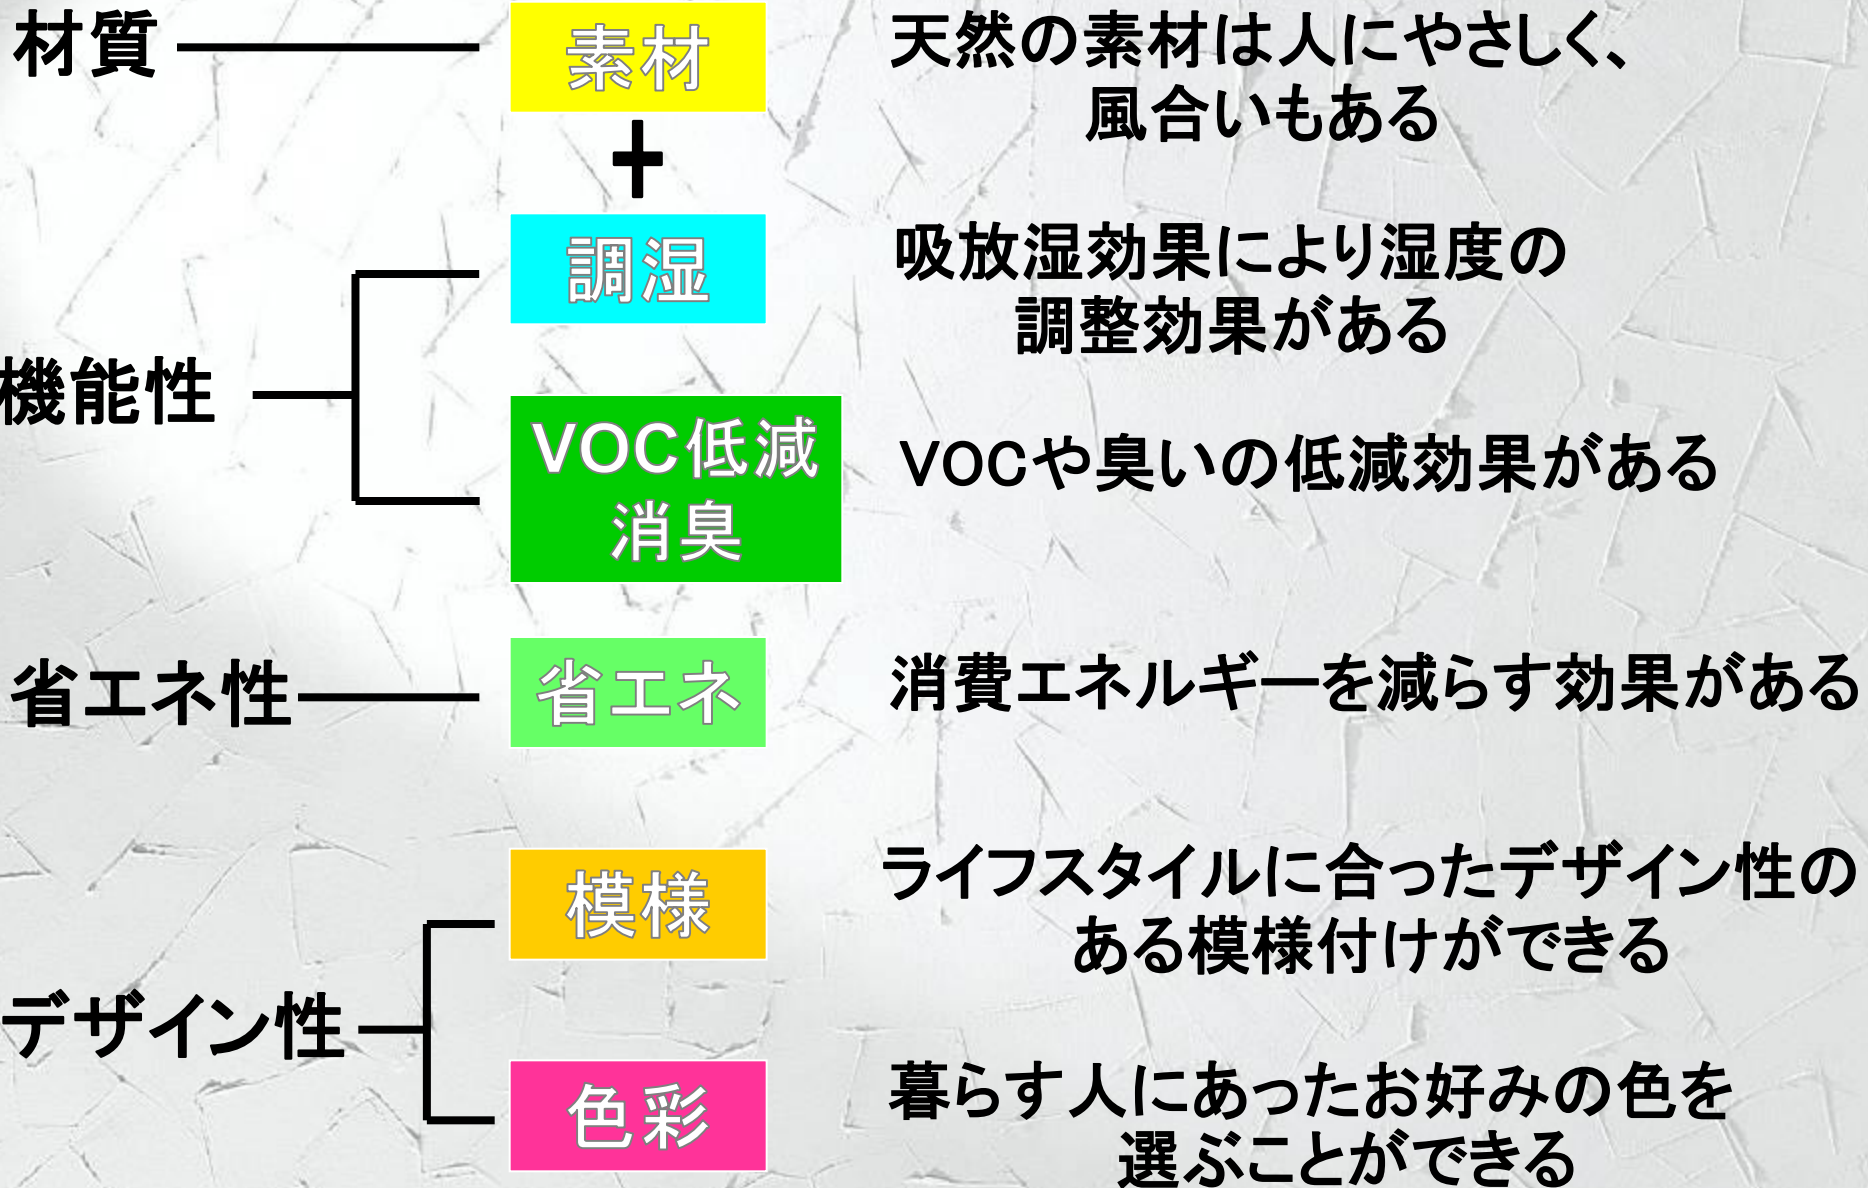 材質
素材
天然の素材は人にやさしく、
風合いもある
+
調湿
吸放湿効果により湿度の
調整効果がある
機能性
VOC低減
消臭
VOCや臭いの低減効果がある
省エネ性
省エネ
消費エネルギーを減らす効果がある
模様
ライフスタイルに合ったデザイン性の
ある模様付けができる
デザイン性
色彩
暮らす人にあったお好みの色を
選ぶことができる